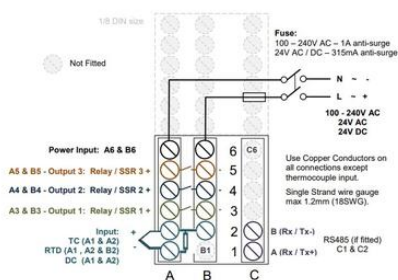 1/8 DIN size
Not Fitted
Fuse:
100 – 240V AC – 1A anti-surge
24V AC / DC – 315mA anti-surge
N ~ -
L ~ +
100 - 240V AC
24V AC
24V DC
Power Input: A6 & B6
6 C6
A5 & B5 - Output 3: Relay / SSR 3 +
5
A4 & B4 - Output 2: Relay / SSR 2 +
4
A3 & B3 - Output 1: Relay / SSR 1 +
3
Use Copper Conductors on
all connections except
thermocouple input.
Single Strand wire gauge
max 1.2mm (18SWG).
Input: +
TC (A1 & A2) -
RTD (A1 , A2 & B2)
DC (A1 & A2)
2 B (Rx / Tx-)
B1 1 A (Rx / Tx+)
RS485 (if fitted)
C1 & C2
A B C